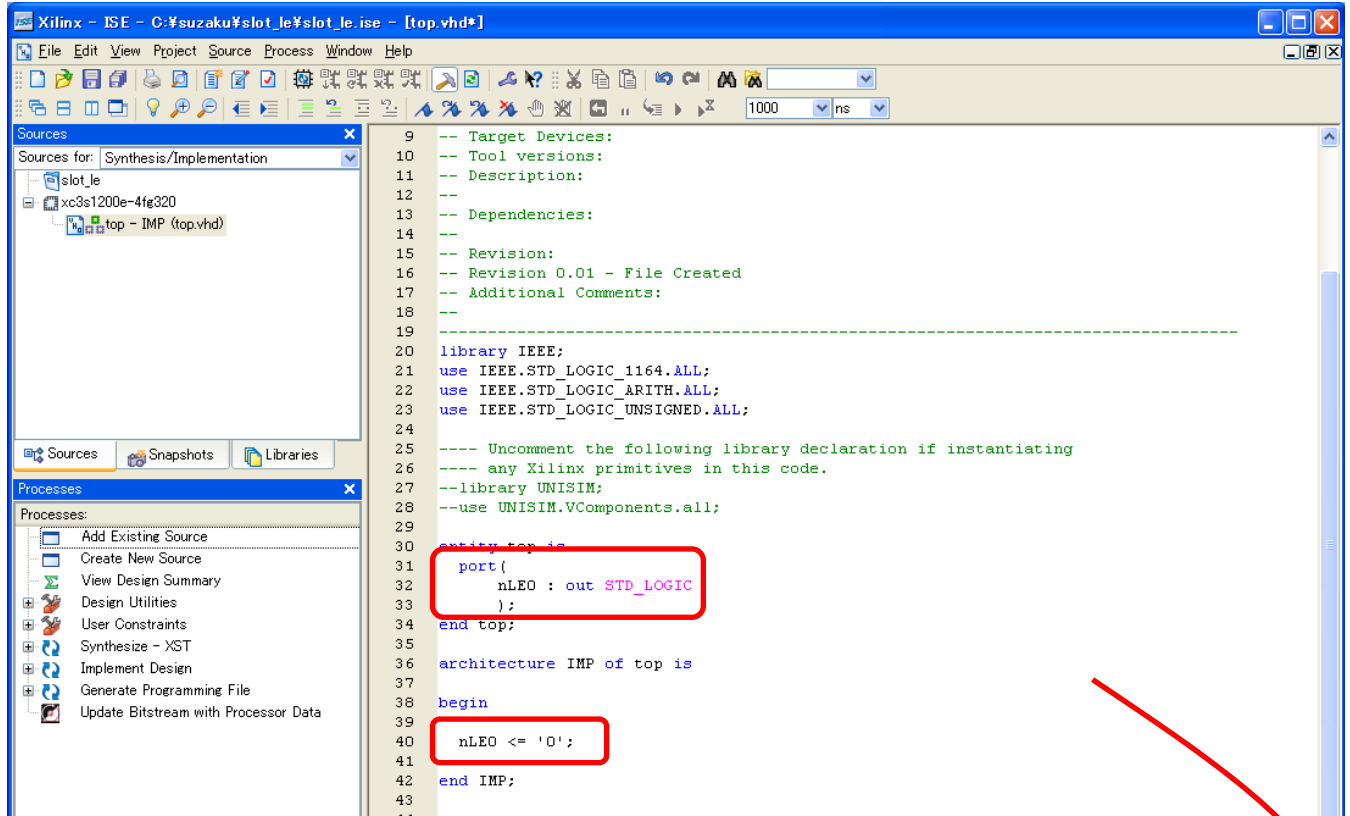 Xilinx - ISE - C:¥suzaku¥slot_le¥slot_le.ise - [top.vhd*]
File Edit View Project Source Process Window Help
1000 ns
Sources
Sources for: Synthesis/Implementation
slot_le
xc3s1200e-4fg320
top - IMP (top.vhd)
Sources Snapshots Libraries
Processes
Processes:
Add Existing Source
Create New Source
View Design Summary
Design Utilities
User Constraints
Synthesize - XST
Implement Design
Generate Programming File
Update Bitstream with Processor Data
9 -- Target Devices:
10 -- Tool versions:
11 -- Description:
12 --
13 -- Dependencies:
14 --
15 -- Revision:
16 -- Revision 0.01 - File Created
17 -- Additional Comments:
18 --
19 ----------------------------------------------------------------------------------
20 library IEEE;
21 use IEEE.STD_LOGIC_1164.ALL;
22 use IEEE.STD_LOGIC_ARITH.ALL;
23 use IEEE.STD_LOGIC_UNSIGNED.ALL;
24
25 ---- Uncomment the following library declaration if instantiating
26 ---- any Xilinx primitives in this code.
27 --library UNISIM;
28 --use UNISIM.VComponents.all;
29
30 entity top is
31 port(
32 nLE0 : out STD_LOGIC
33 );
34 end top;
35
36 architecture IMP of top is
37
38 begin
39
40 nLE0 <= '0';
41
42 end IMP;
43